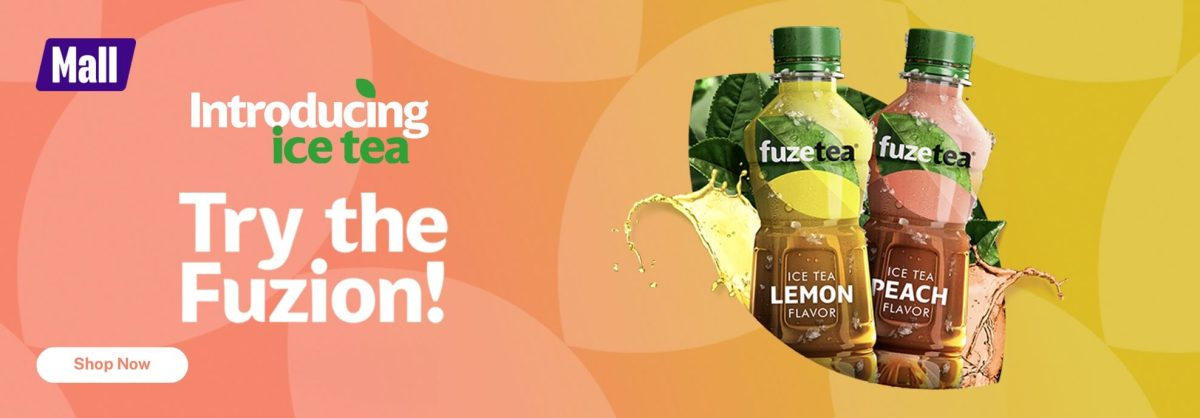 Mall
Introducing
ice tea
Try the
Fuzion!
Shop Now
fuzetea®
ICE TEA
LEMON
FLAVOR
fuzetea®
ICE TEA
PEACH
FLAVOR